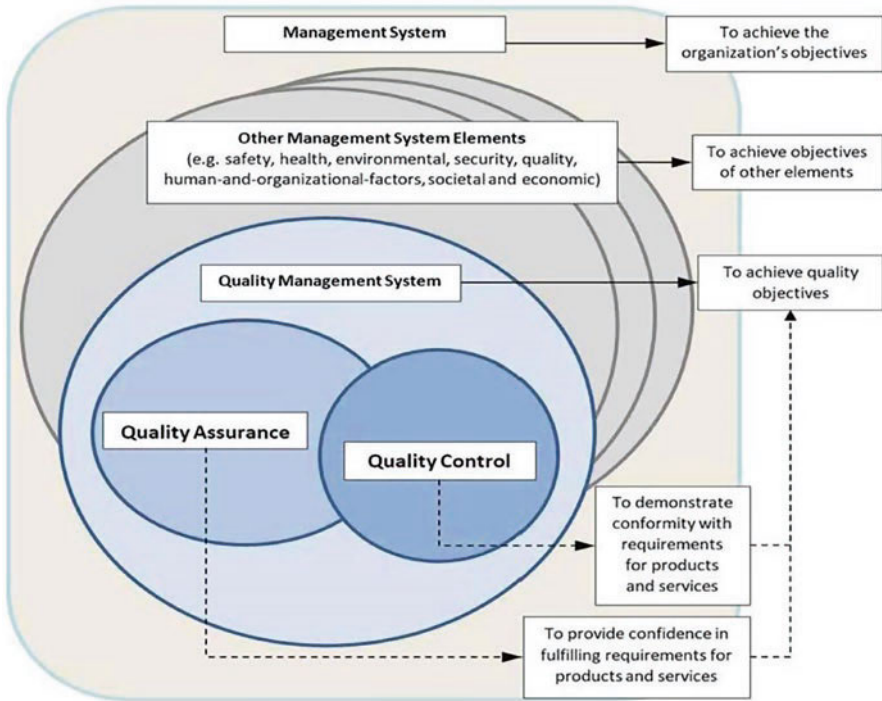 Management System
To achieve the
organization's objectives
Other Management System Elements
(e.g. safety, health, environmental, security, quality,
human-and-organizational-factors, societal and economic)
To achieve objectives
of other elements
Quality Management System
To achieve quality
objectives
Quality Assurance
Quality Control
To demonstrate
conformity with
requirements
for products
and services
To provide confidence in
fulfilling requirements for
products and services